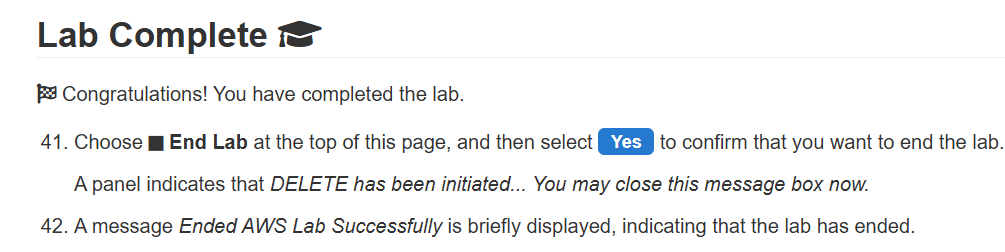 Lab Complete
Congratulations! You have completed the lab.
41. Choose ■ End Lab at the top of this page, and then select Yes to confirm that you want to end the lab.
A panel indicates that DELETE has been initiated... You may close this message box now.
42. A message Ended AWS Lab Successfully is briefly displayed, indicating that the lab has ended.